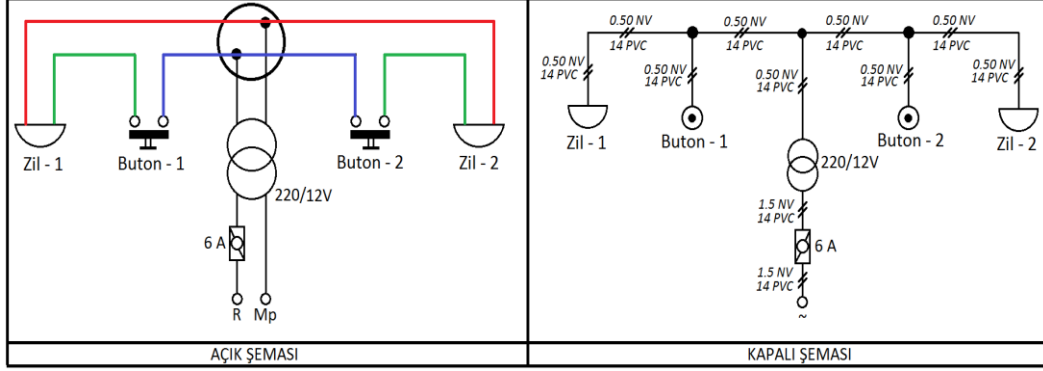 Zil - 1
Buton - 1
Buton - 2
Zil - 2
220/12V
6 A
R Mp
AÇIK ŞEMASI
0.50 NV
14 PVC
0.50 NV
14 PVC
0.50 NV
14 PVC
0.50 NV
14 PVC
0.50 NV
14 PVC
0.50 NV
14 PVC
0.50 NV
14 PVC
0.50 NV
14 PVC
0.50 NV
14 PVC
Zil - 1
Buton - 1
Buton - 2
Zil - 2
220/12V
1.5 NV
14 PVC
6 A
1.5 NV
14 PVC
~
KAPALI ŞEMASI